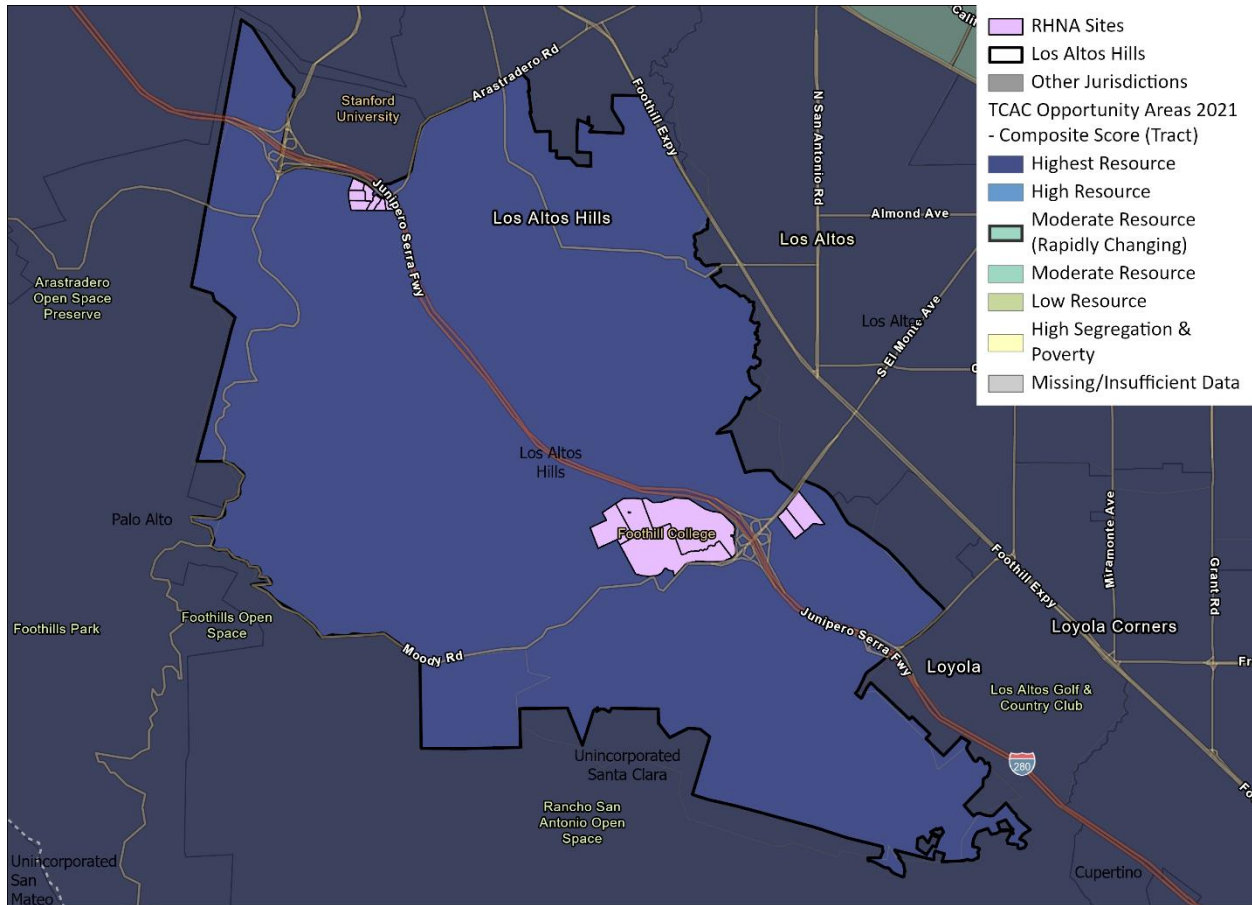 RHNA Sites
Los Altos Hills
Other Jurisdictions
TCAC Opportunity Areas 2021
- Composite Score (Tract)
Highest Resource
High Resource
Moderate Resource
(Rapidly Changing)
Moderate Resource
Low Resource
High Segregation &
Poverty
Missing/Insufficient Data
Arastradero Rd
Stanford
University
Foothill Expy
N San Antonio Rd
Junipero Serra Fwy
Los Altos Hills
Los Altos
Almond Ave
Arastradero
Open Space
Preserve
Los Altos
S El Monte Ave
Los Altos
Hills
Palo Alto
Foothill College
Foothills Park
Foothills Open
Space
Moody Rd
Junipero Serra Fwy
Foothill Expy
Miramonte Ave
Grant Rd
Loyola Corners
Fr
Loyola
Los Altos Golf &
Country Club
Unincorporated
Santa Clara
280
Rancho San
Antonio Open
Space
Unincorporated
San
Mateo
Cupertino
Fo